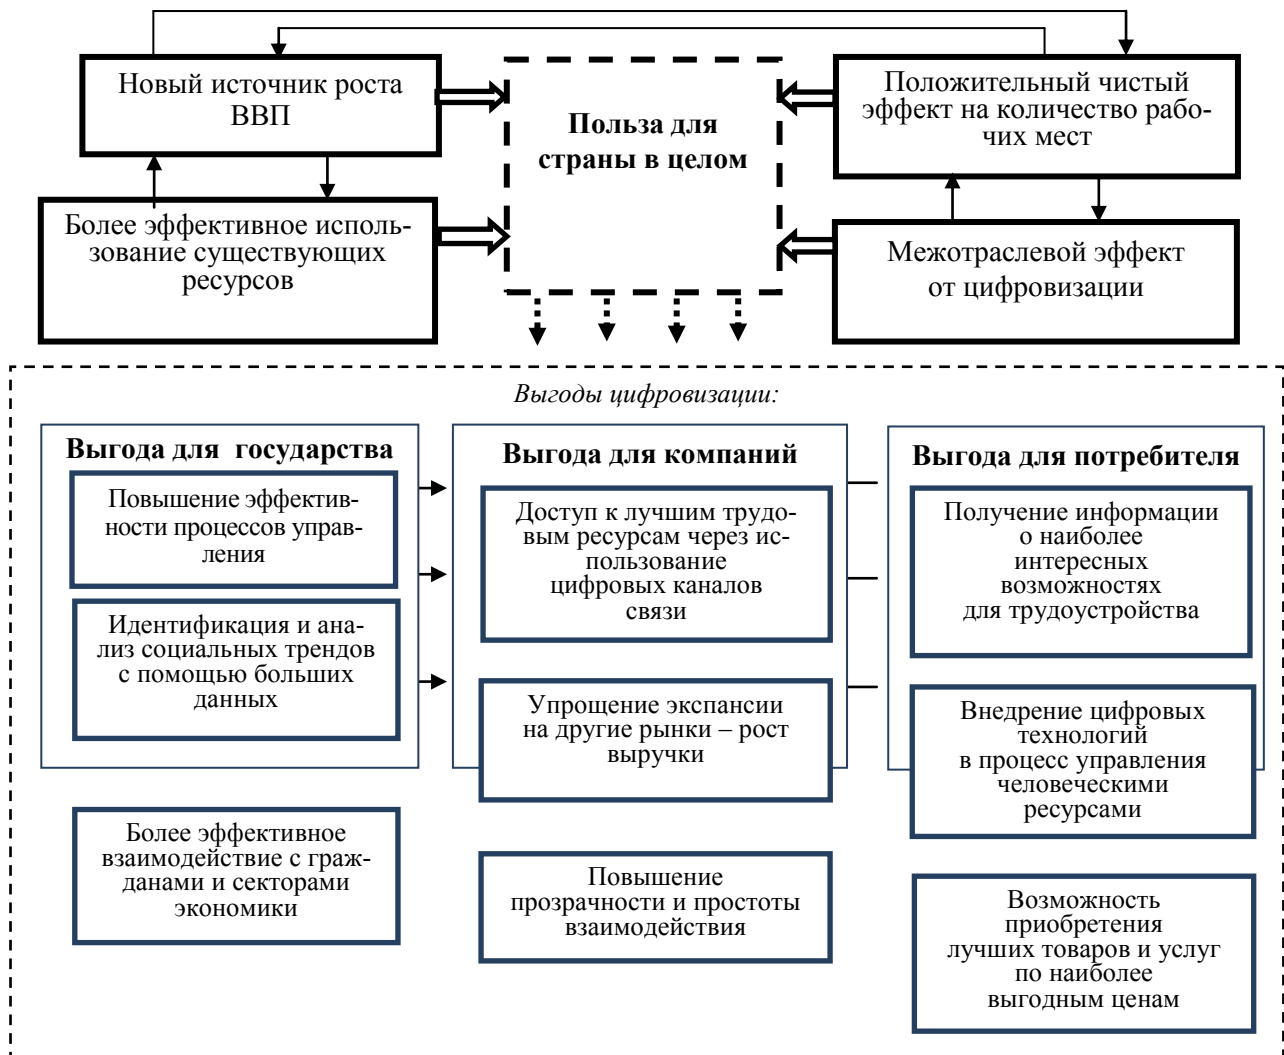 Новый источник роста
ВВП
Польза для
страны в целом
Положительный чистый
эффект на количество рабо-
чих мест
Более эффективное исполь-
зование существующих
ресурсов
Межотраслевой эффект
от цифровизации
Выгоды цифровизации:
Выгода для государства
Повышение эффектив-
ности процессов управ-
ления
Идентификация и ана-
лиз социальных трендов
с помощью больших
данных
Более эффективное
взаимодействие с граж-
данами и секторами
экономики
Выгода для компаний
Доступ к лучшим трудо-
вым ресурсам через ис-
пользование
цифровых каналов
связи
Упрощение экспансии
на другие рынки – рост
выручки
Повышение
прозрачности и простоты
взаимодействия
Выгода для потребителя
Получение информации
о наиболее
интересных
возможностях
для трудоустройства
Внедрение цифровых
технологий
в процесс управления
человеческими
ресурсами
Возможность
приобретения
лучших товаров и услуг
по наиболее
выгодным ценам